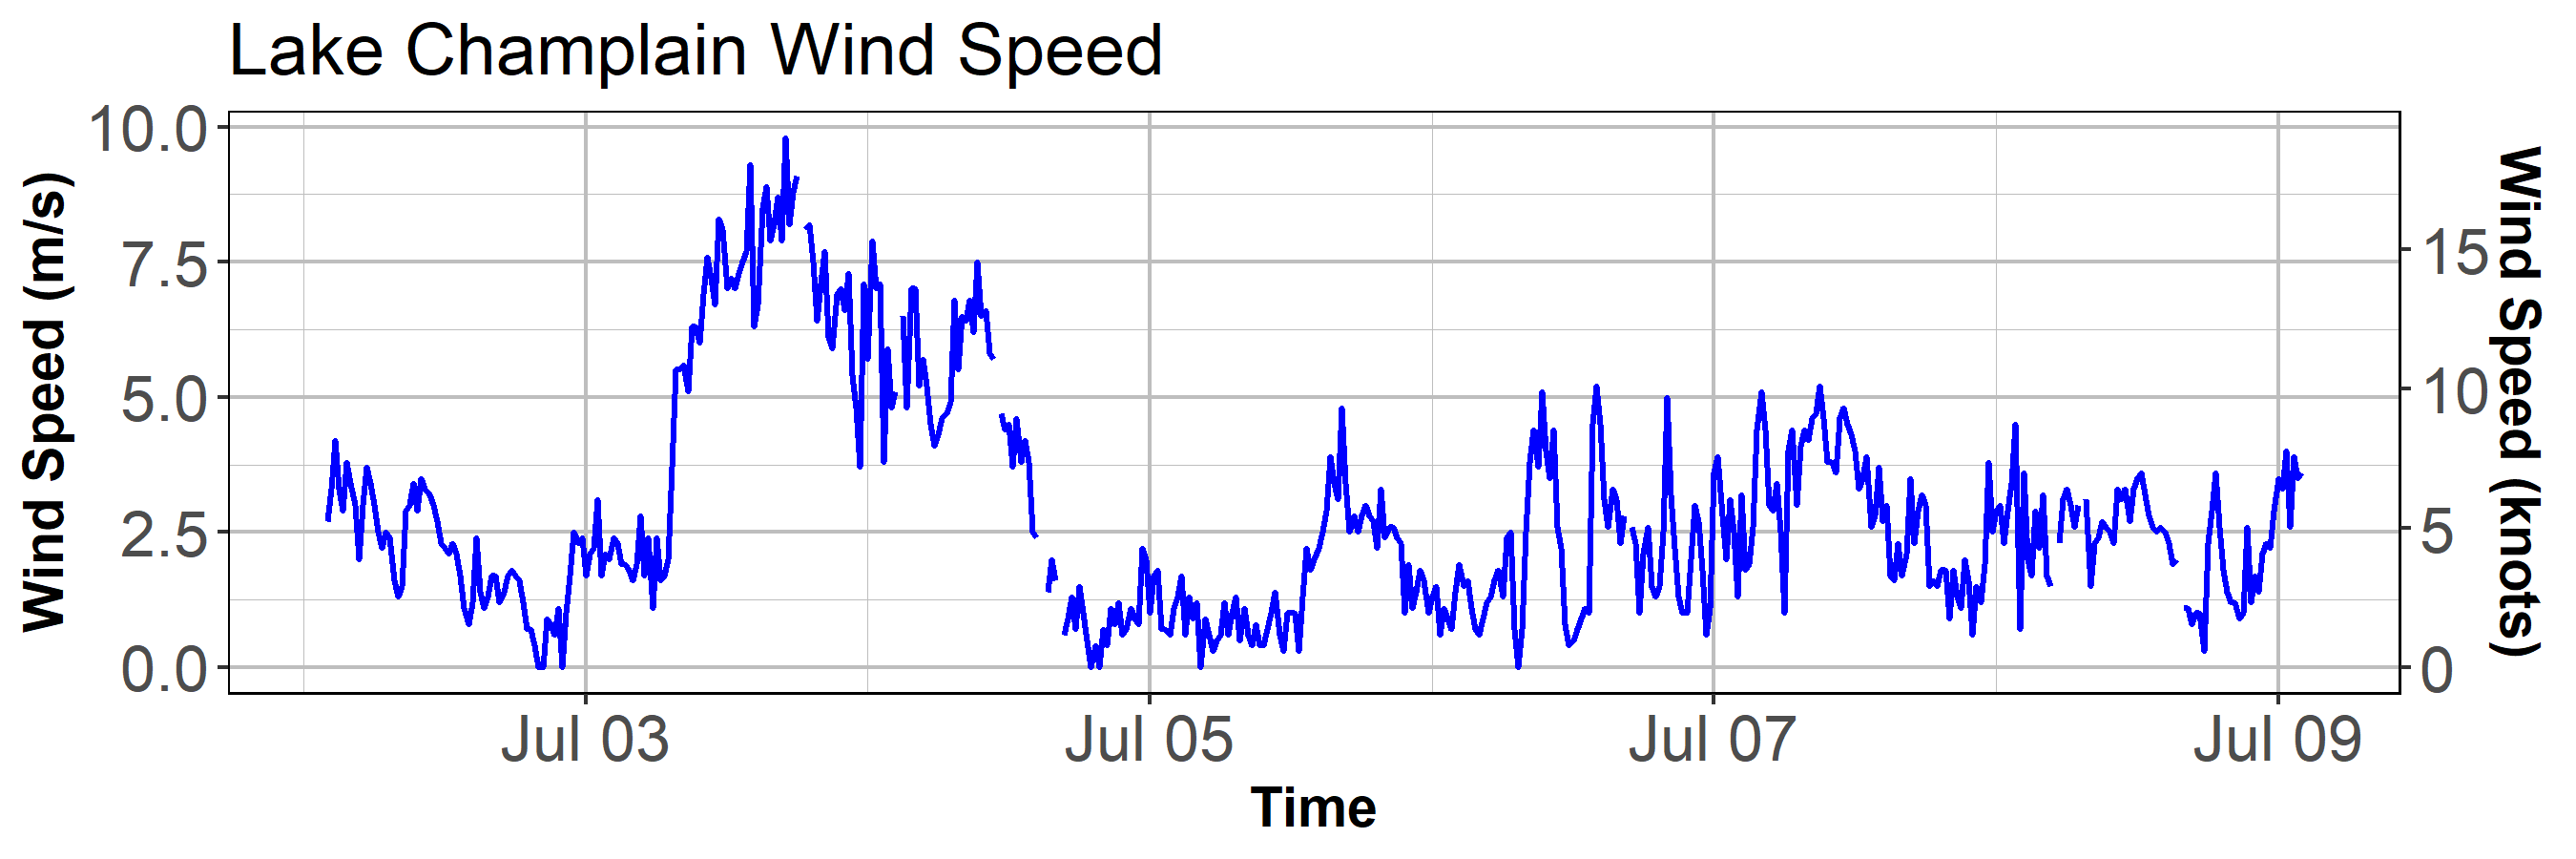 Lake Champlain Wind Speed
10.0
7.5
5.0
2.5
0.0
Wind Speed (m/s)
15
10
5
0
Wind Speed (knots)
Jul 03
Jul 05
Jul 07
Jul 09
Time